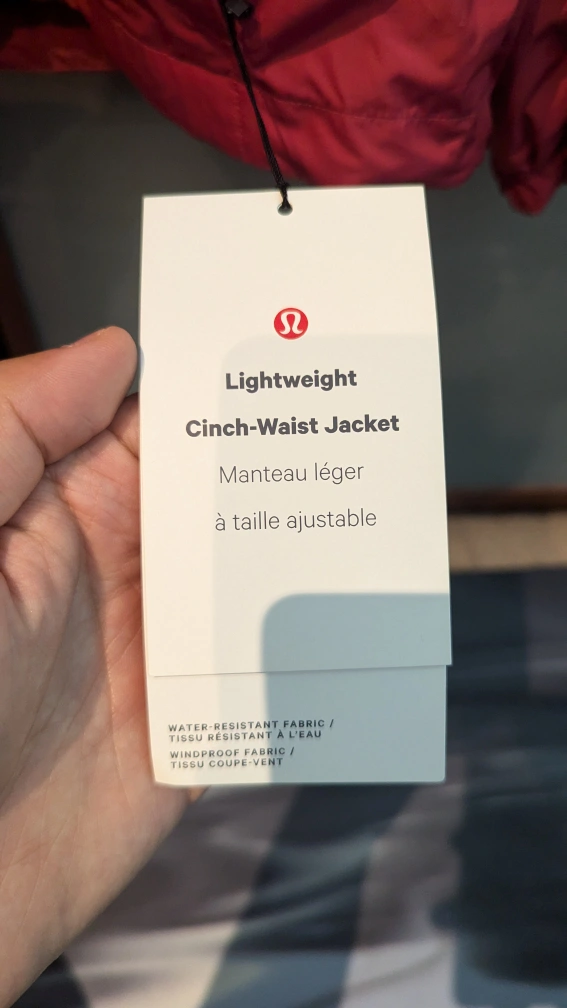 Lightweight
Cinch-Waist Jacket
Manteau léger
à taille ajustable
WATER-RESISTANT FABRIC /
TISSU RÉSISTANT À L'EAU
WINDPROOF FABRIC /
TISSU COUPE-VENT